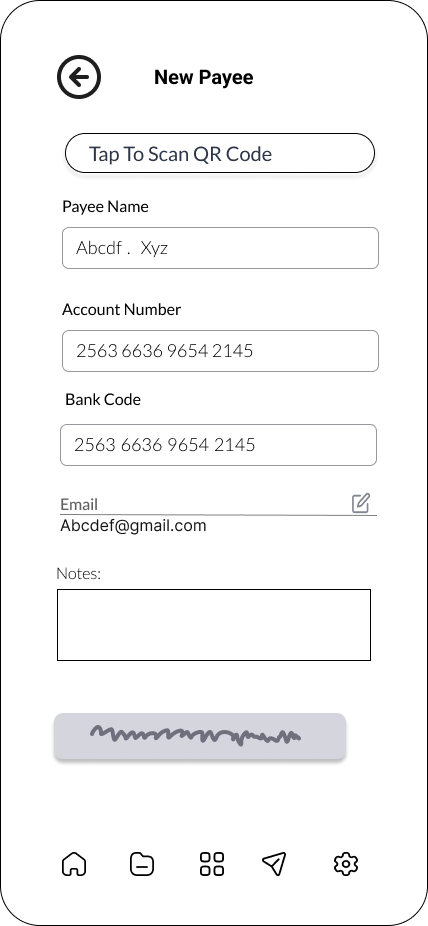 New Payee
Tap To Scan QR Code
Payee Name
Abcdf .  Xyz
Account Number
2563 6636 9654 2145
Bank Code
2563 6636 9654 2145
Email
Abcdef@gmail.com
Notes: